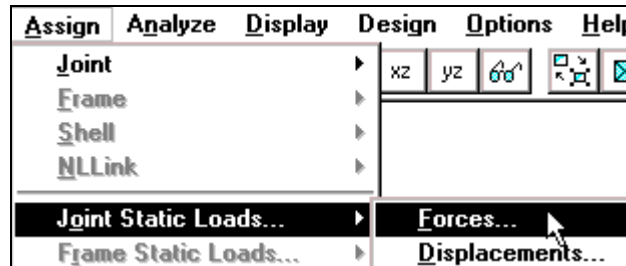 Assign Analyze Display Design Options Help
Joint
xz yz
Frame
Shell
NLLink
Joint Static Loads... Forces...
Frame Static Loads... Displacements...